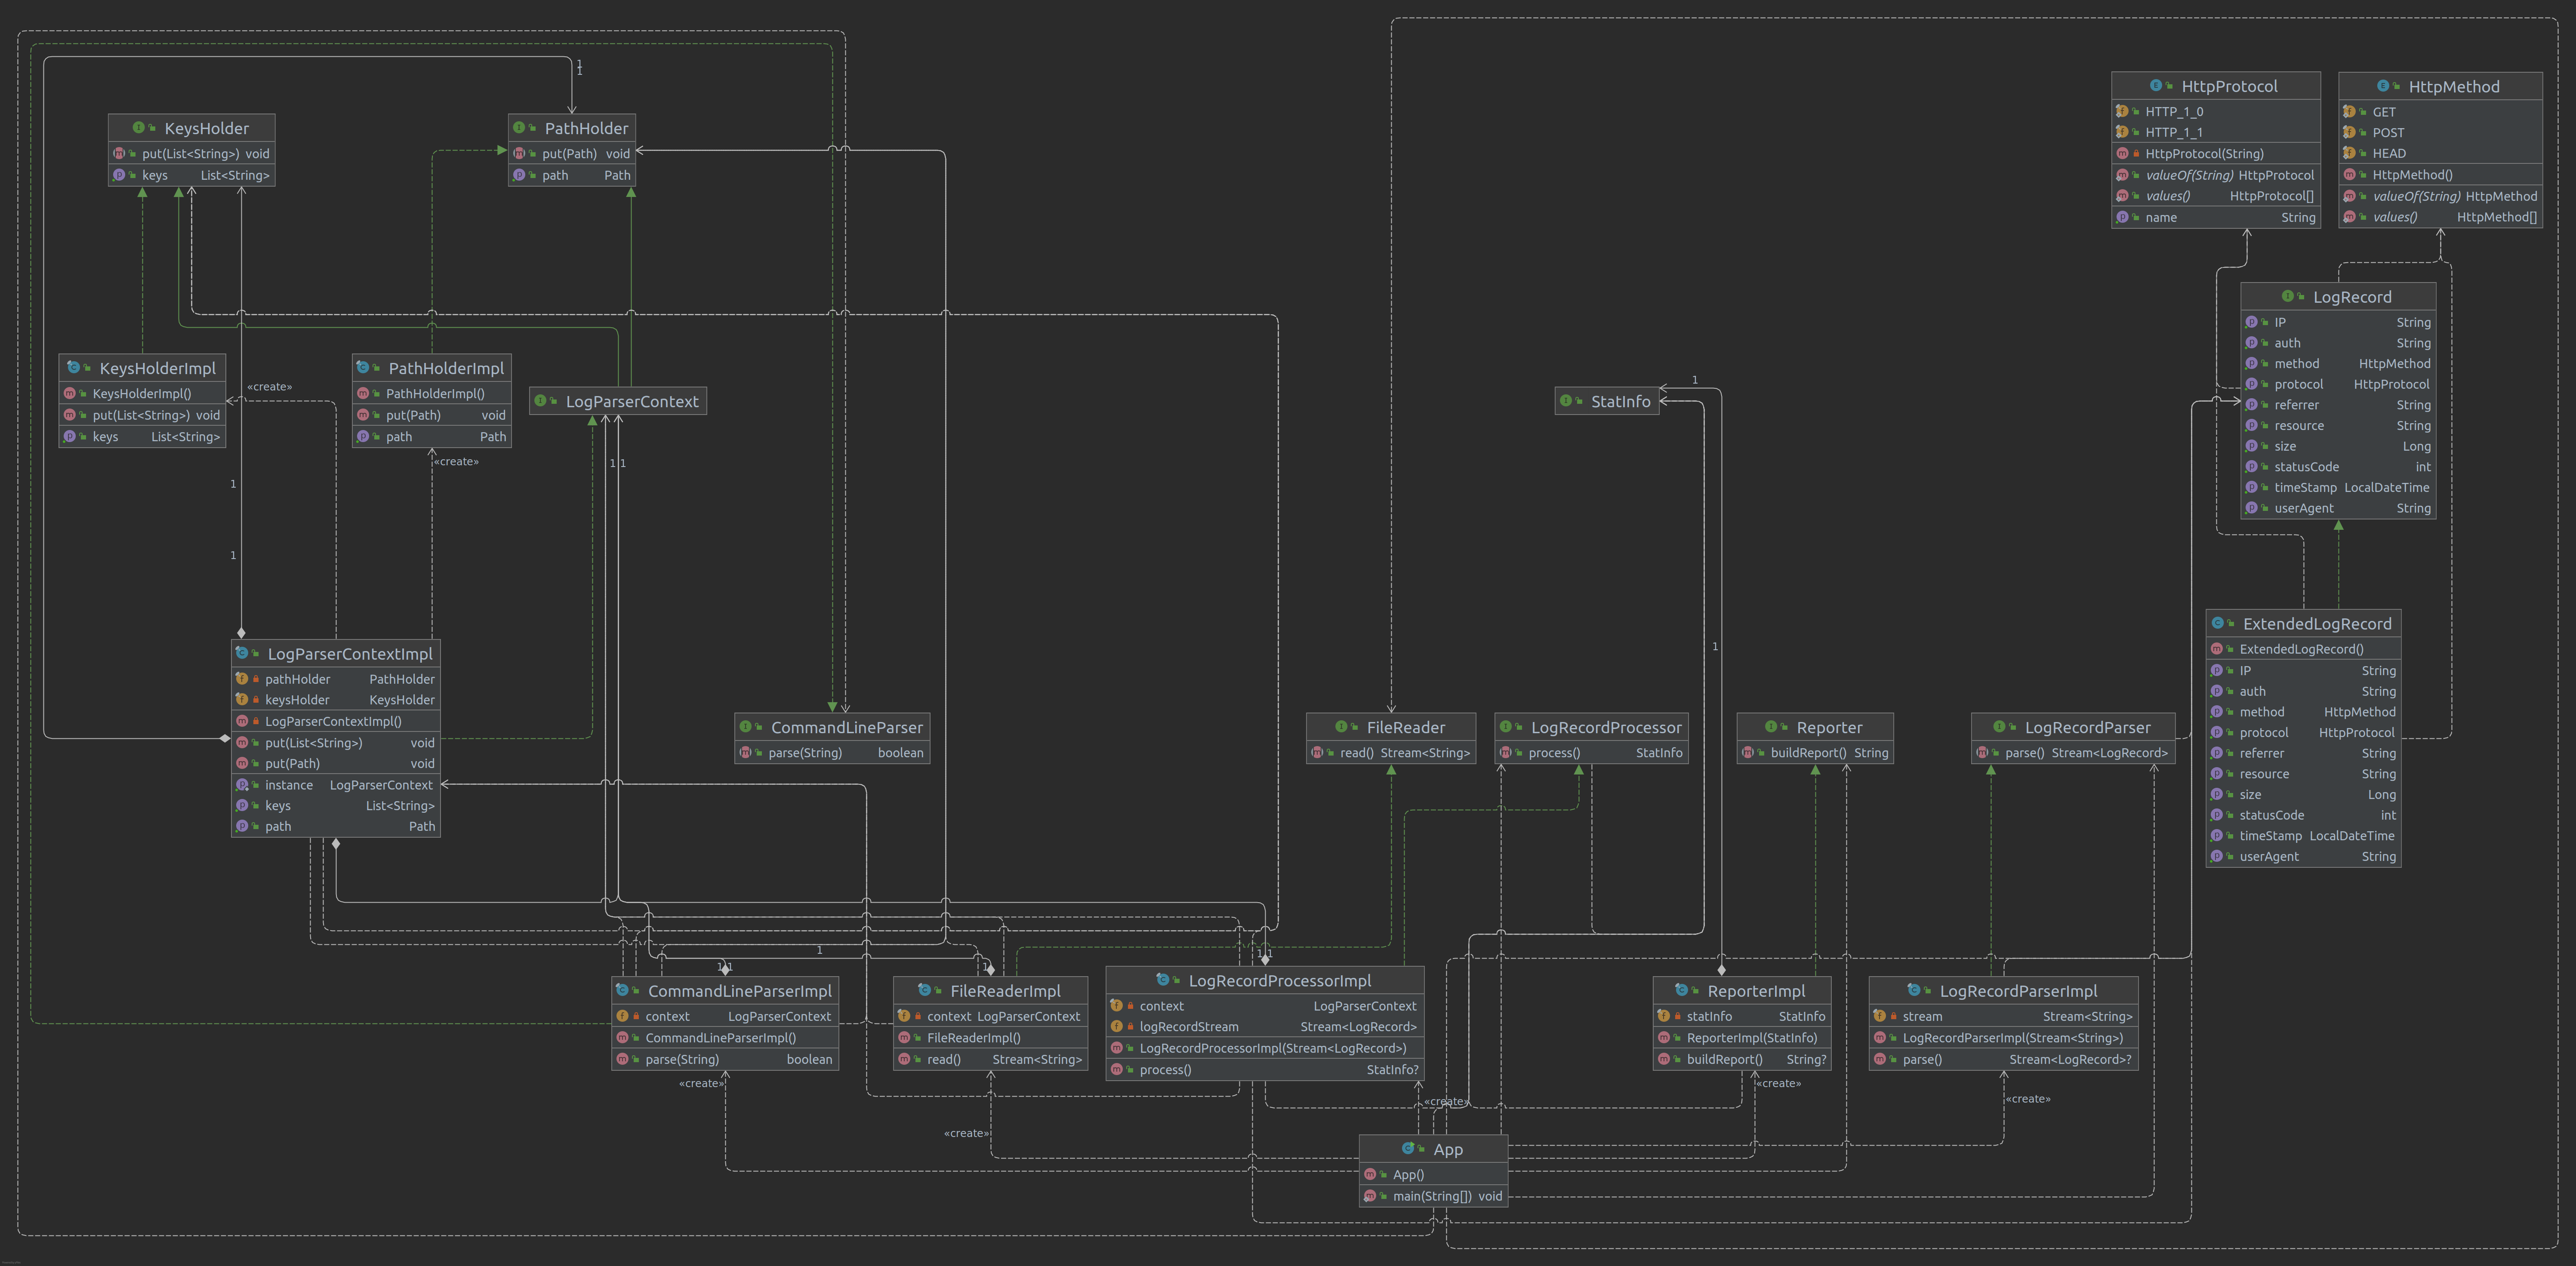 KeysHolder
put(List<String>) void
keys List<String>
PathHolder
put(Path) void
path Path
HttpProtocol
HTTP_1_0
HTTP_1_1
HttpProtocol(String)
valueOf(String) HttpProtocol
values() HttpProtocol[]
name String
HttpMethod
GET
POST
HEAD
HttpMethod()
valueOf(String) HttpMethod
values() HttpMethod[]
1
1
LogRecord
IP String
auth String
method HttpMethod
protocol HttpProtocol
referrer String
resource String
size Long
statusCode int
timeStamp LocalDateTime
userAgent String
KeysHolderImpl
KeysHolderImpl()
put(List<String>) void
keys List<String>
«create»
PathHolderImpl
PathHolderImpl()
put(Path) void
path Path
«create»
LogParserContext
1 1
StatInfo
1
1
1
1
ExtendedLogRecord
ExtendedLogRecord()
IP String
auth String
method HttpMethod
protocol HttpProtocol
referrer String
resource String
size Long
statusCode int
timeStamp LocalDateTime
userAgent String
LogParserContextImpl
pathHolder PathHolder
keysHolder KeysHolder
LogParserContextImpl()
put(List<String>) void
put(Path) void
instance LogParserContext
keys List<String>
path Path
CommandLineParser
parse(String) boolean
FileReader
read() Stream<String>
LogRecordProcessor
process() StatInfo
Reporter
buildReport() String
LogRecordParser
parse() Stream<LogRecord>
1
1 1
1
1 1
CommandLineParserImpl
context LogParserContext
CommandLineParserImpl()
parse(String) boolean
«create»
FileReaderImpl
context LogParserContext
FileReaderImpl()
read() Stream<String>
«create»
LogRecordProcessorImpl
context LogParserContext
logRecordStream Stream<LogRecord>
LogRecordProcessorImpl(Stream<LogRecord>)
process() StatInfo?
«create»
ReporterImpl
statInfo StatInfo
ReporterImpl(StatInfo)
buildReport() String?
«create»
LogRecordParserImpl
stream Stream<String>
LogRecordParserImpl(Stream<String>)
parse() Stream<LogRecord>?
«create»
App
App()
main(String[]) void